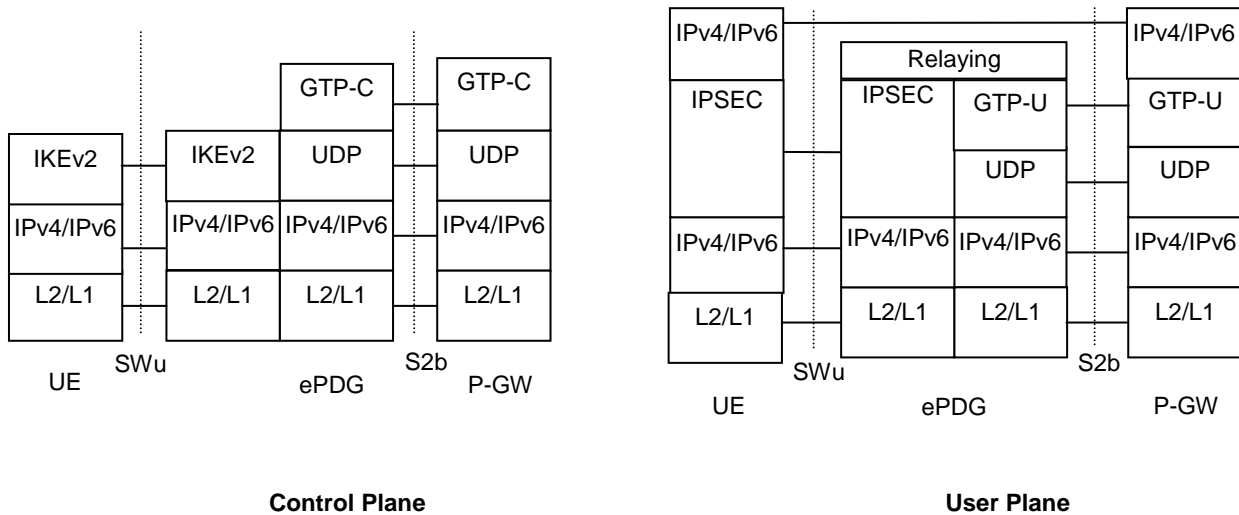 GTP-C GTP-C
IKEv2 IKEv2 UDP UDP
IPv4/IPv6 IPv4/IPv6 IPv4/IPv6 IPv4/IPv6
L2/L1 L2/L1 L2/L1 L2/L1
SWu S2b
UE ePDG P-GW
Control Plane
IPv4/IPv6 IPv4/IPv6
Relaying
IPSEC IPSEC GTP-U GTP-U
UDP UDP
IPv4/IPv6 IPv4/IPv6 IPv4/IPv6 IPv4/IPv6
L2/L1 L2/L1 L2/L1 L2/L1
SWu S2b
UE ePDG P-GW
User Plane